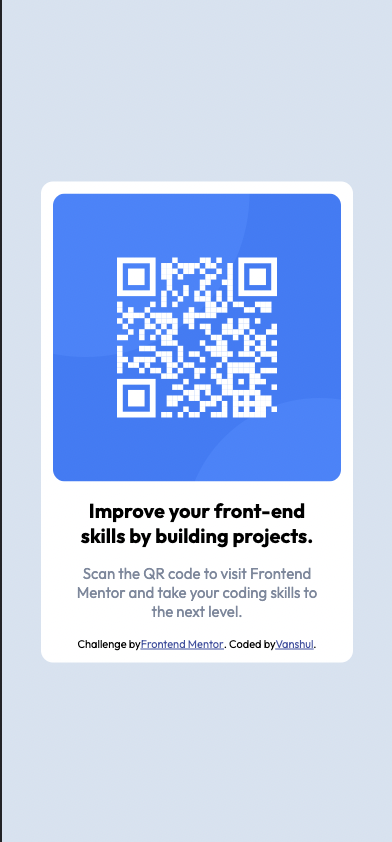 Improve your front-end
skills by building projects.
Scan the QR code to visit Frontend
Mentor and take your coding skills to
the next level.
Challenge byFrontend Mentor. Coded byVanshul.